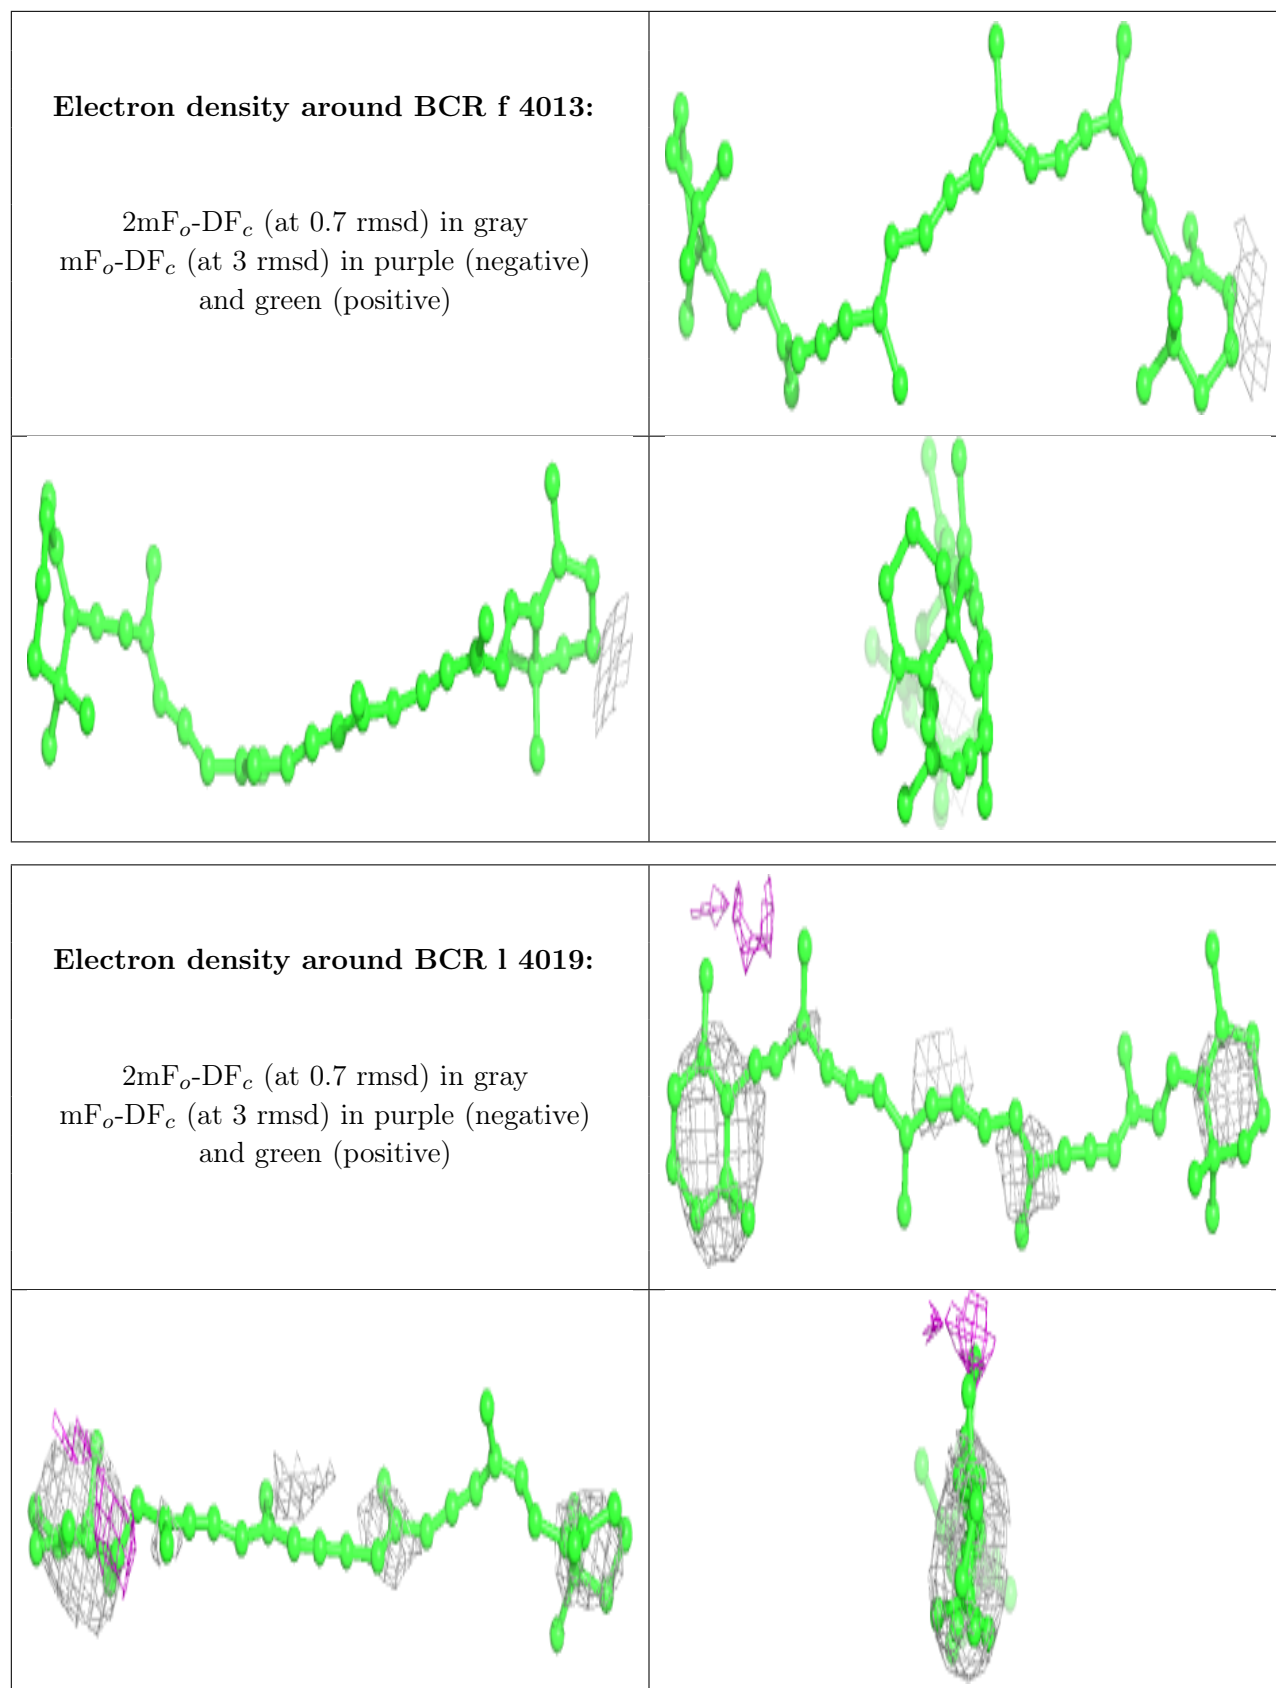 Electron density around BCR f 4013:
2mFo-DFc (at 0.7 rmsd) in gray
mFo-DFc (at 3 rmsd) in purple (negative)
and green (positive)
Electron density around BCR l 4019:
2mFo-DFc (at 0.7 rmsd) in gray
mFo-DFc (at 3 rmsd) in purple (negative)
and green (positive)